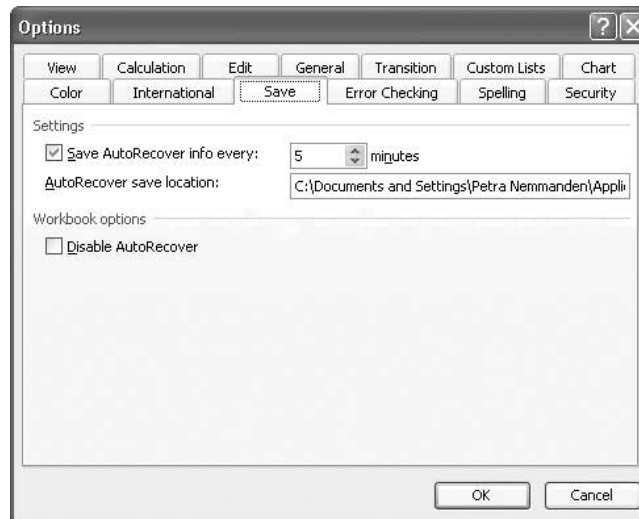 Options
View Calculation Edit General Transition Custom Lists Chart
Color International Save Error Checking Spelling Security
Settings
Save AutoRecover info every: 5 minutes
AutoRecover save location: C:\Documents and Settings\Petra Nemmanden\Appli
Workbook options
Disable AutoRecover
OK Cancel